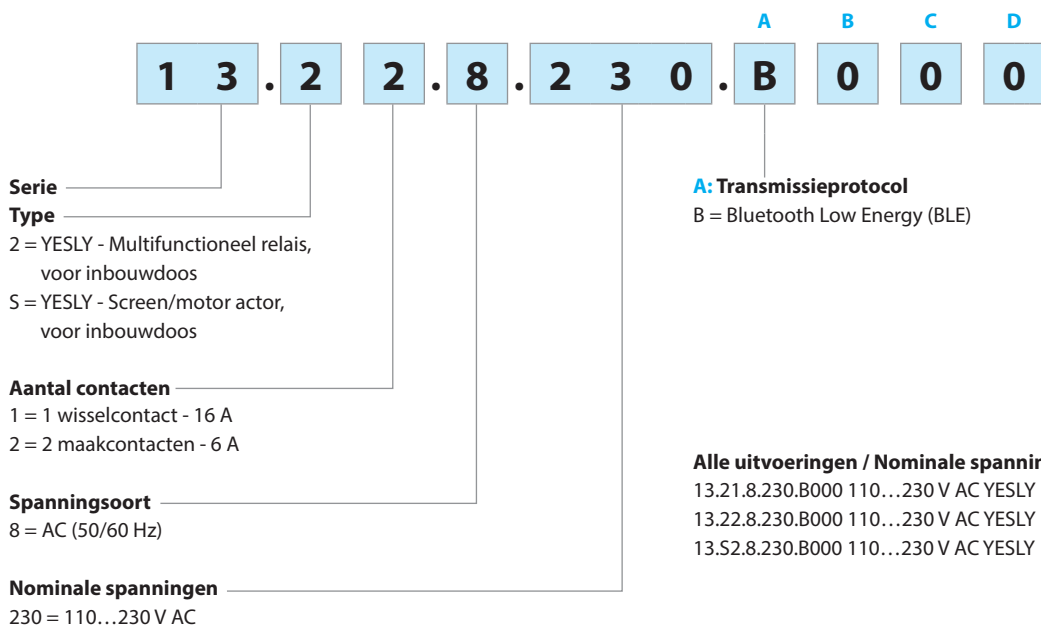 A B C D
1 3 . 2 2 . 8 . 2 3 0 . B 0 0 0
Serie
Type
2 = YESLY - Multifunctioneel relais,
voor inbouwdoos
S = YESLY - Screen/motor actor,
voor inbouwdoos
Aantal contacten
1 = 1 wisselcontact - 16 A
2 = 2 maakcontacten - 6 A
Spanningsoort
8 = AC (50/60 Hz)
Nominale spanningen
230 = 110…230 V AC
A: Transmissieprotocol
B = Bluetooth Low Energy (BLE)
Alle uitvoeringen / Nominale
13.21.8.230.B000 110…230 V AC YESLY
13.22.8.230.B000 110…230 V AC YESLY
13.S2.8.230.B000 110…230 V AC YESLY